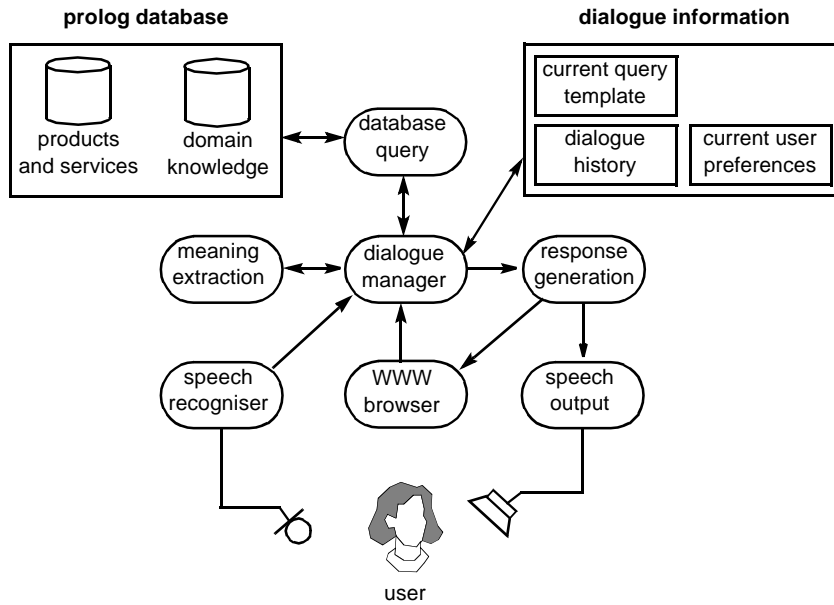 prolog database
dialogue information
products
and services
domain
knowledge
database
query
current query
template
dialogue
history
current user
preferences
meaning
extraction
dialogue
manager
response
generation
speech
recogniser
WWW
browser
speech
output
user